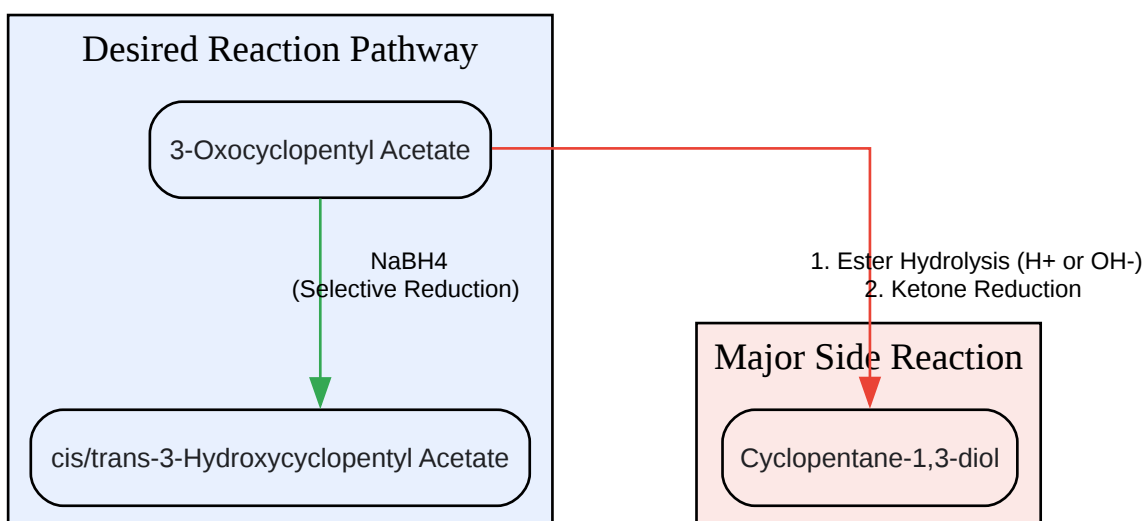 Desired Reaction Pathway
3-Oxocyclopentyl Acetate
NaBH4
(Selective Reduction)
1. Ester Hydrolysis (H+ or OH-)
2. Ketone Reduction
Major Side Reaction
cis/trans-3-Hydroxycyclopentyl Acetate
Cyclopentane-1,3-diol